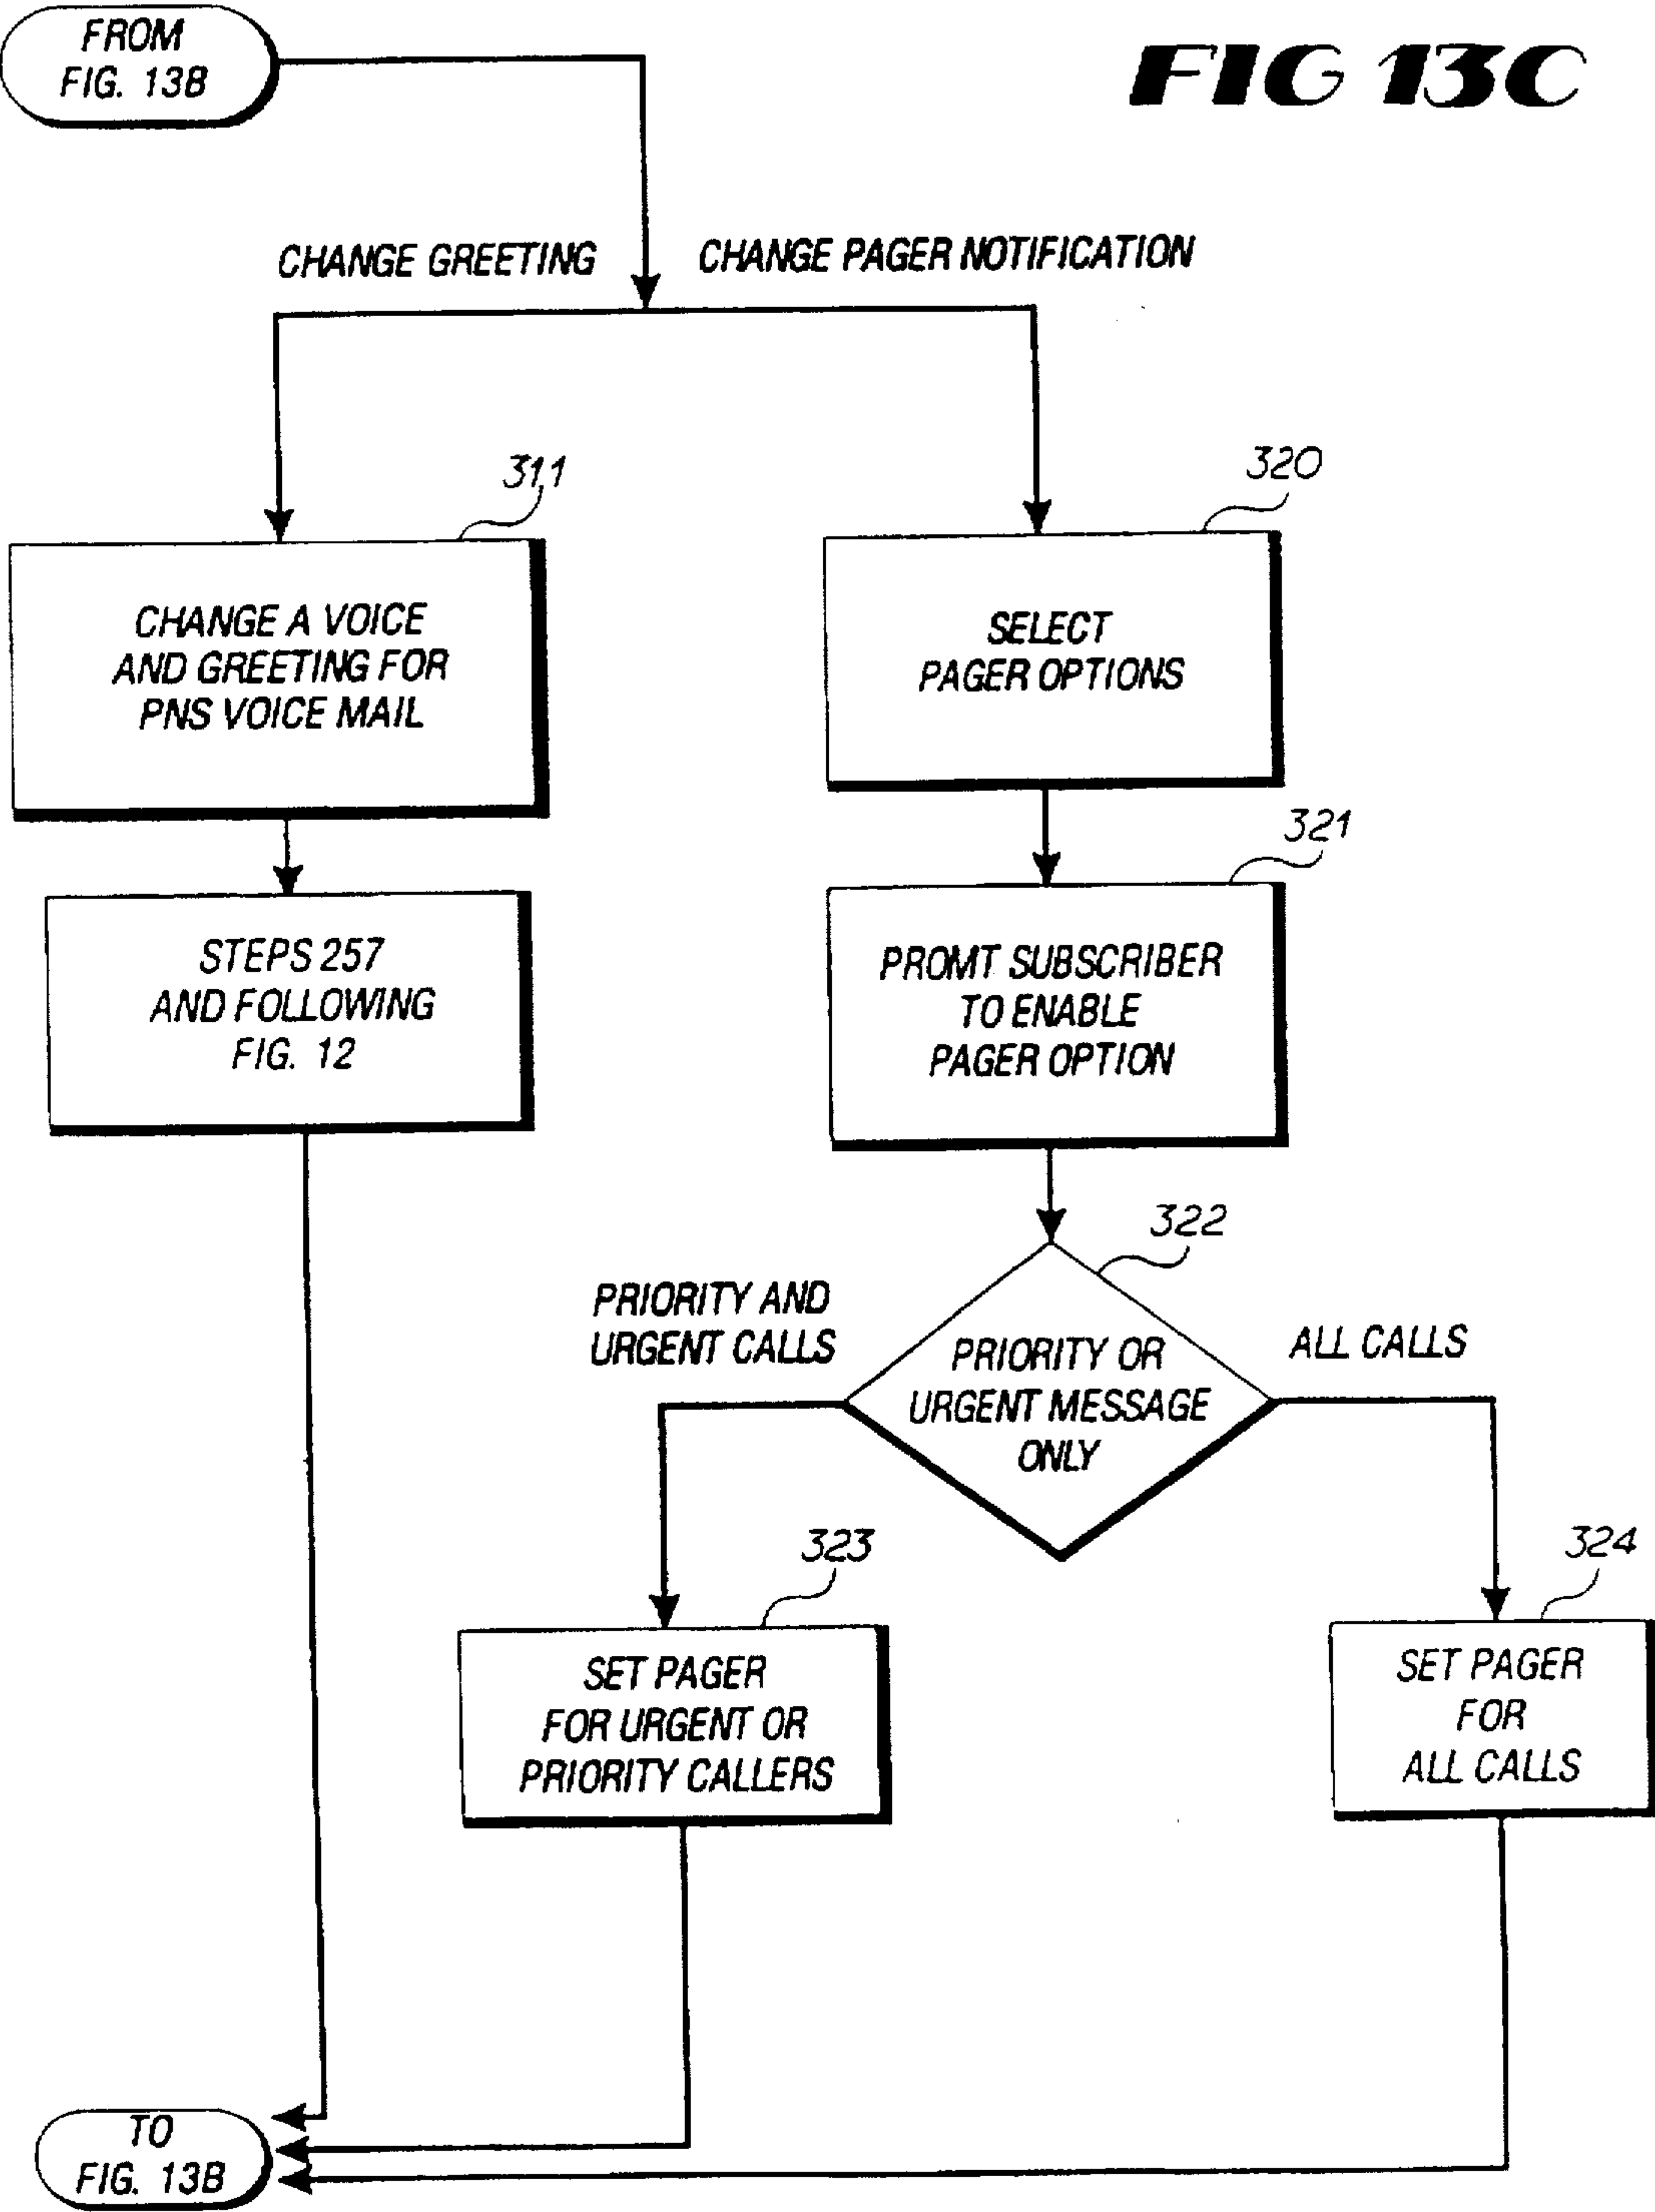 FROM
FIG. 13B
FIG 13C
CHANGE GREETING
CHANGE PAGER NOTIFICATION
311
CHANGE A VOICE
AND GREETING FOR
PNS VOICE MAIL
320
SELECT
PAGER OPTIONS
STEPS 257
AND FOLLOWING
FIG. 12
321
PROMT SUBSCRIBER
TO ENABLE
PAGER OPTION
322
PRIORITY AND
URGENT CALLS
PRIORITY OR
URGENT MESSAGE
ONLY
ALL CALLS
323
SET PAGER
FOR URGENT OR
PRIORITY CALLERS
324
SET PAGER
FOR
ALL CALLS
TO
FIG. 13B